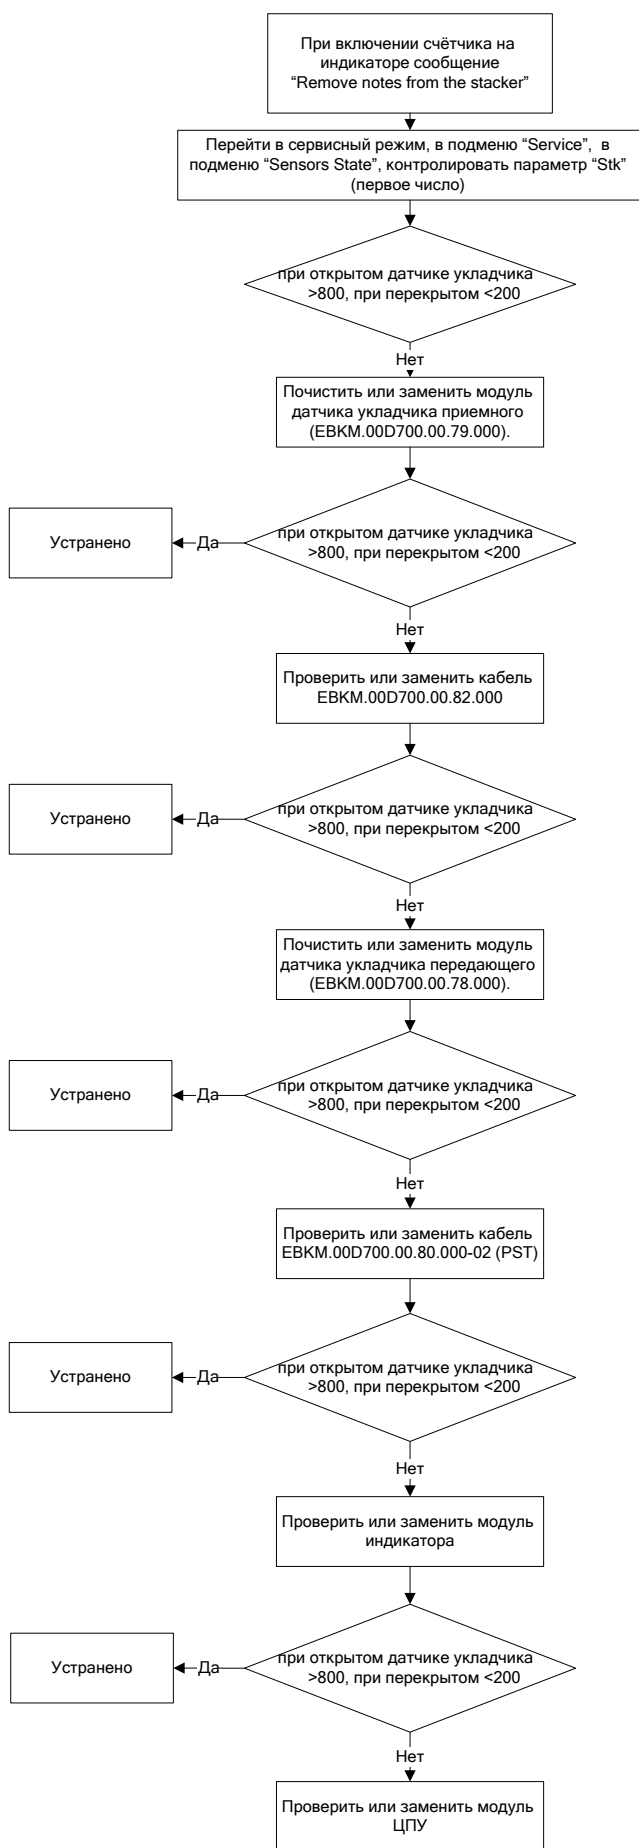 При включении счётчика на
индикаторе сообщение
“Remove notes from the stacker”
Перейти в сервисный режим, в подменю “Service”, в
подменю “Sensors State”, контролировать параметр “Stk”
(первое число)
при открытом датчике укладчика
>800, при перекрытом <200
Нет
Почистить или заменить модуль
датчика укладчика приемного
(EBKM.00D700.00.79.000).
при открытом датчике укладчика
>800, при перекрытом <200
Да
Устранено
Нет
Проверить или заменить кабель
EBKM.00D700.00.82.000
при открытом датчике укладчика
>800, при перекрытом <200
Да
Устранено
Нет
Почистить или заменить модуль
датчика укладчика передающего
(EBKM.00D700.00.78.000).
при открытом датчике укладчика
>800, при перекрытом <200
Да
Устранено
Нет
Проверить или заменить кабель
EBKM.00D700.00.80.000-02 (PST)
при открытом датчике укладчика
>800, при перекрытом <200
Да
Устранено
Нет
Проверить или заменить модуль
индикатора
при открытом датчике укладчика
>800, при перекрытом <200
Да
Устранено
Нет
Проверить или заменить модуль
ЦПУ